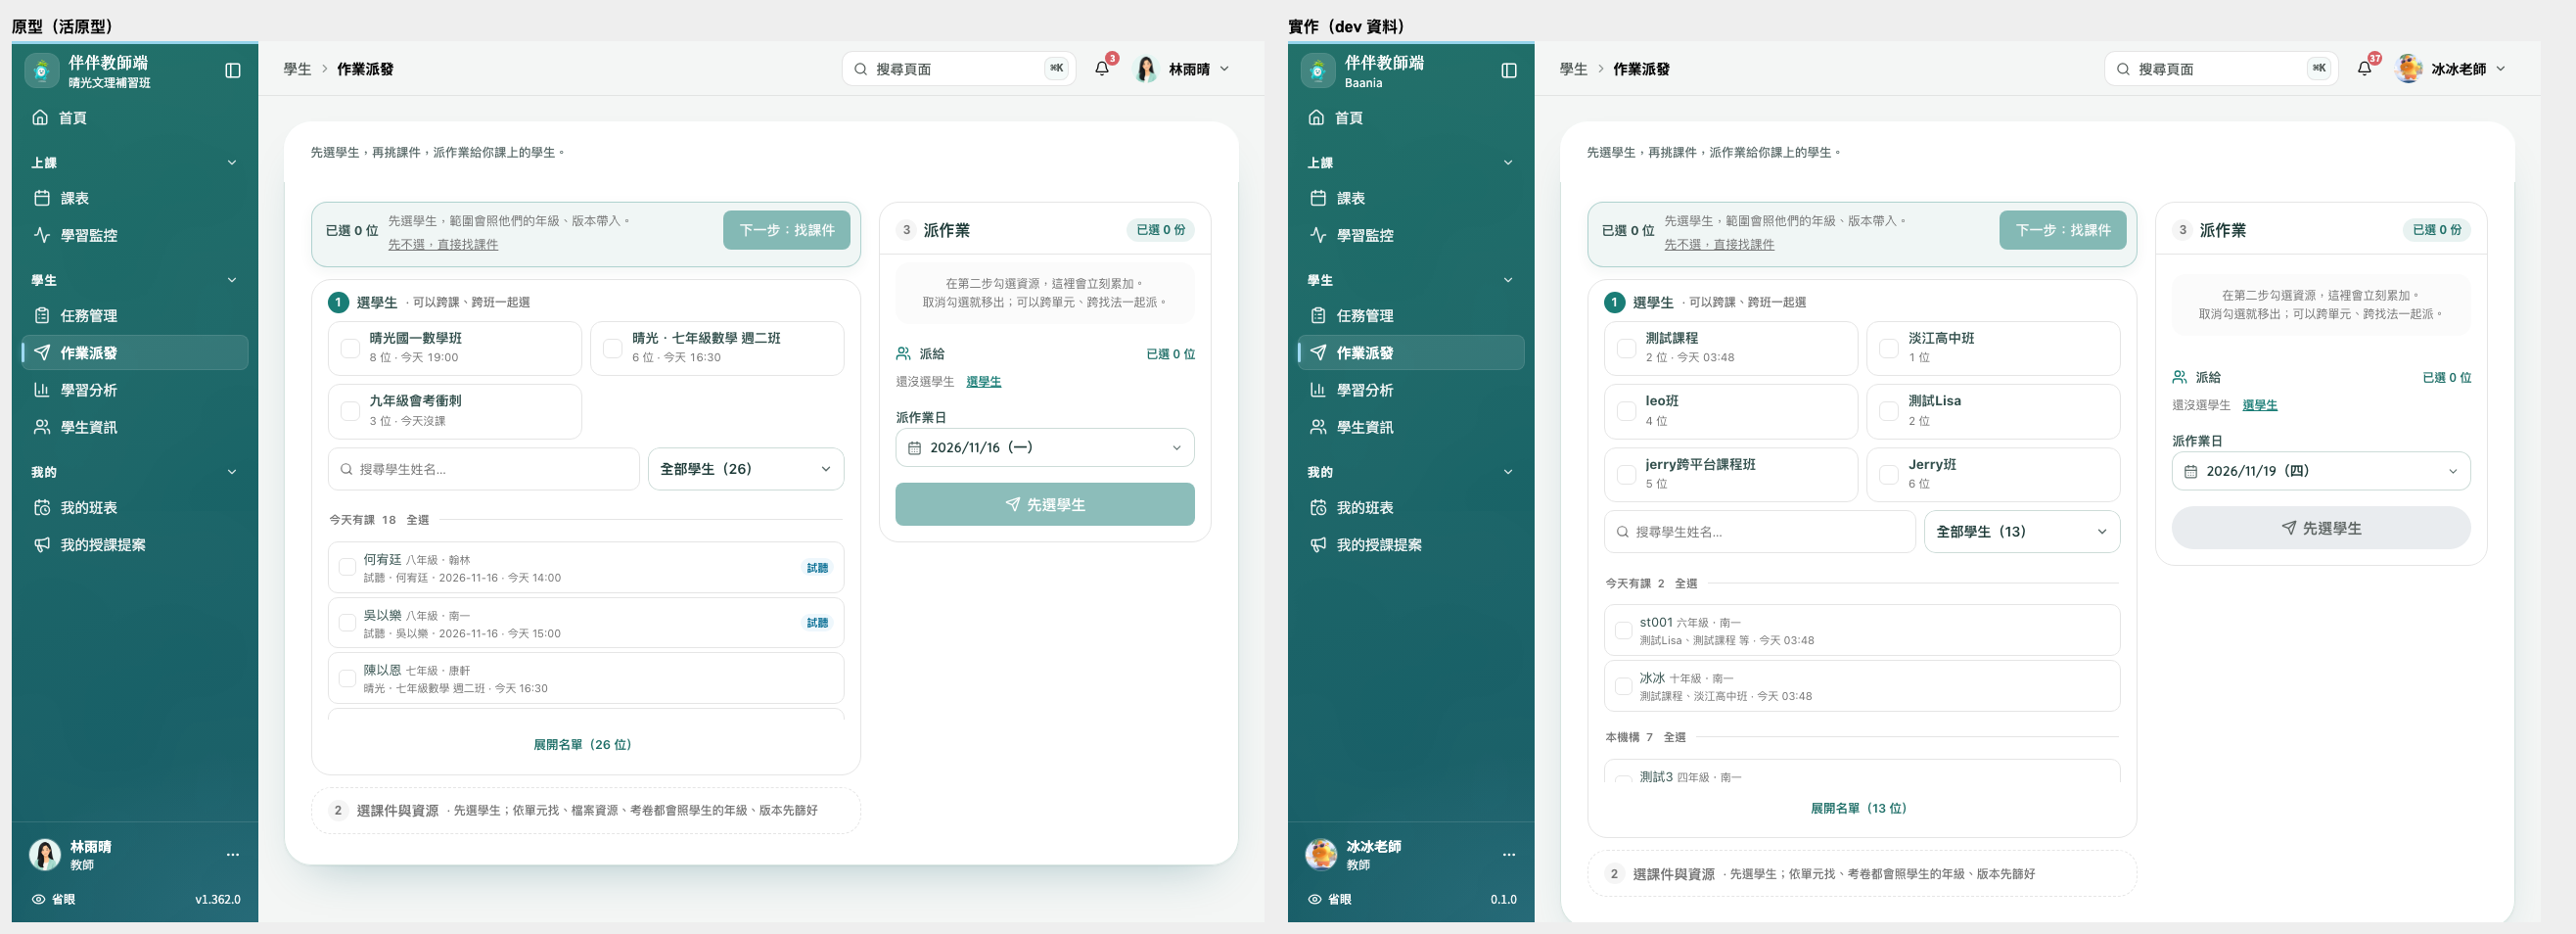 原型（活原型）
伴伴教師端
晴光文理補習班
首頁
上課
課表
學習監控
學生
任務管理
作業派發
學習分析
學生資訊
我的
我的班表
我的授課提案
林雨晴
教師
省眼
v1.362.0
學生 > 作業派發
搜尋頁面
⌘K
3
林雨晴
先選學生，再挑課件，派作業給你課上的學生。
已選 0 位
先選學生，範圍會照他們的年級、版本帶入。
先不選，直接找課件
下一步：找課件
1 選學生 · 可以跨課、跨班一起選
晴光國一數學班
8 位 · 今天 19:00
晴光・七年級數學 週二班
6 位 · 今天 16:30
九年級會考衝刺
3 位 · 今天沒課
搜尋學生姓名...
全部學生（26）
今天有課 18 全選
何宥廷 八年級・翰林
試聽・何宥廷・2026-11-16 · 今天 14:00
試聽
吳以樂 八年級・南一
試聽・吳以樂・2026-11-16 · 今天 15:00
試聽
陳以恩 七年級・康軒
晴光・七年級數學 週二班 · 今天 16:30
展開名單（26 位）
2 選課件與資源 · 先選學生；依單元找、檔案資源、考卷都會照學生的年級、版本先篩好
3 派作業
已選 0 份
在第二步勾選資源，這裡會立刻累加。
取消勾選就移出；可以跨單元、跨找法一起派。
派給
已選 0 位
還沒選學生 選學生
派作業日
2026/11/16（一）
先選學生
實作（dev 資料）
伴伴教師端
Baania
首頁
上課
課表
學習監控
學生
任務管理
作業派發
學習分析
學生資訊
我的
我的班表
我的授課提案
冰冰老師
教師
省眼
0.1.0
學生 > 作業派發
搜尋頁面
⌘K
37
冰冰老師
先選學生，再挑課件，派作業給你課上的學生。
已選 0 位
先選學生，範圍會照他們的年級、版本帶入。
先不選，直接找課件
下一步：找課件
1 選學生 · 可以跨課、跨班一起選
測試課程
2 位 · 今天 03:48
淡江高中班
1 位
leo班
4 位
測試Lisa
2 位
jerry跨平台課程班
5 位
Jerry班
6 位
搜尋學生姓名...
全部學生（13）
今天有課 2 全選
st001 六年級・南一
測試Lisa、測試課程 等 · 今天 03:48
冰冰 十年級・南一
測試課程、淡江高中班 · 今天 03:48
本機構 7 全選
測試3 四年級・南一
展開名單（13 位）
2 選課件與資源 · 先選學生；依單元找、考卷都會照學生的年級、版本先篩好
3 派作業
已選 0 份
在第二步勾選資源，這裡會立刻累加。
取消勾選就移出；可以跨單元、跨找法一起派。
派給
已選 0 位
還沒選學生 選學生
派作業日
2026/11/19（四）
先選學生